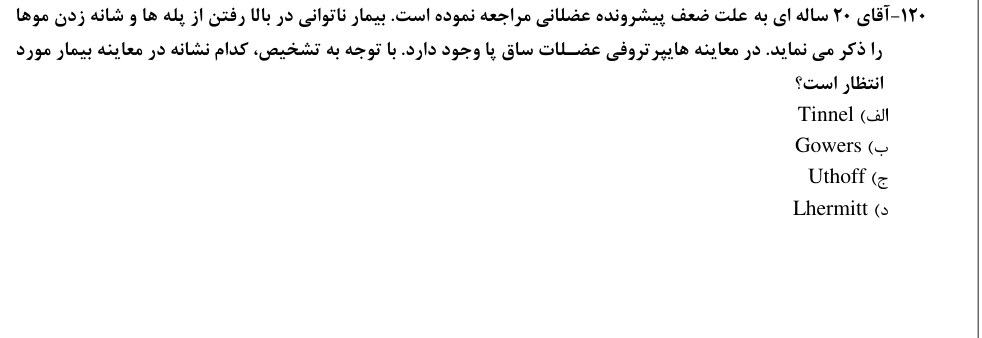 ۱۲۰-آقای ۲۰ ساله ای به علت ضعف پیشرونده عضلانی مراجعه نموده است. بیمار ناتوانی در بالا رفتن از پله ها و شانه زدن موها
را ذکر می نماید. در معاینه هایپرتروفی عضــلات ساق پا وجود دارد. با توجه به تشخیص، کدام نشانه در معاینه بیمار مورد
انتظار است؟
الف) Tinnel
ب) Gowers
ج) Uthoff
د) Lhermitt